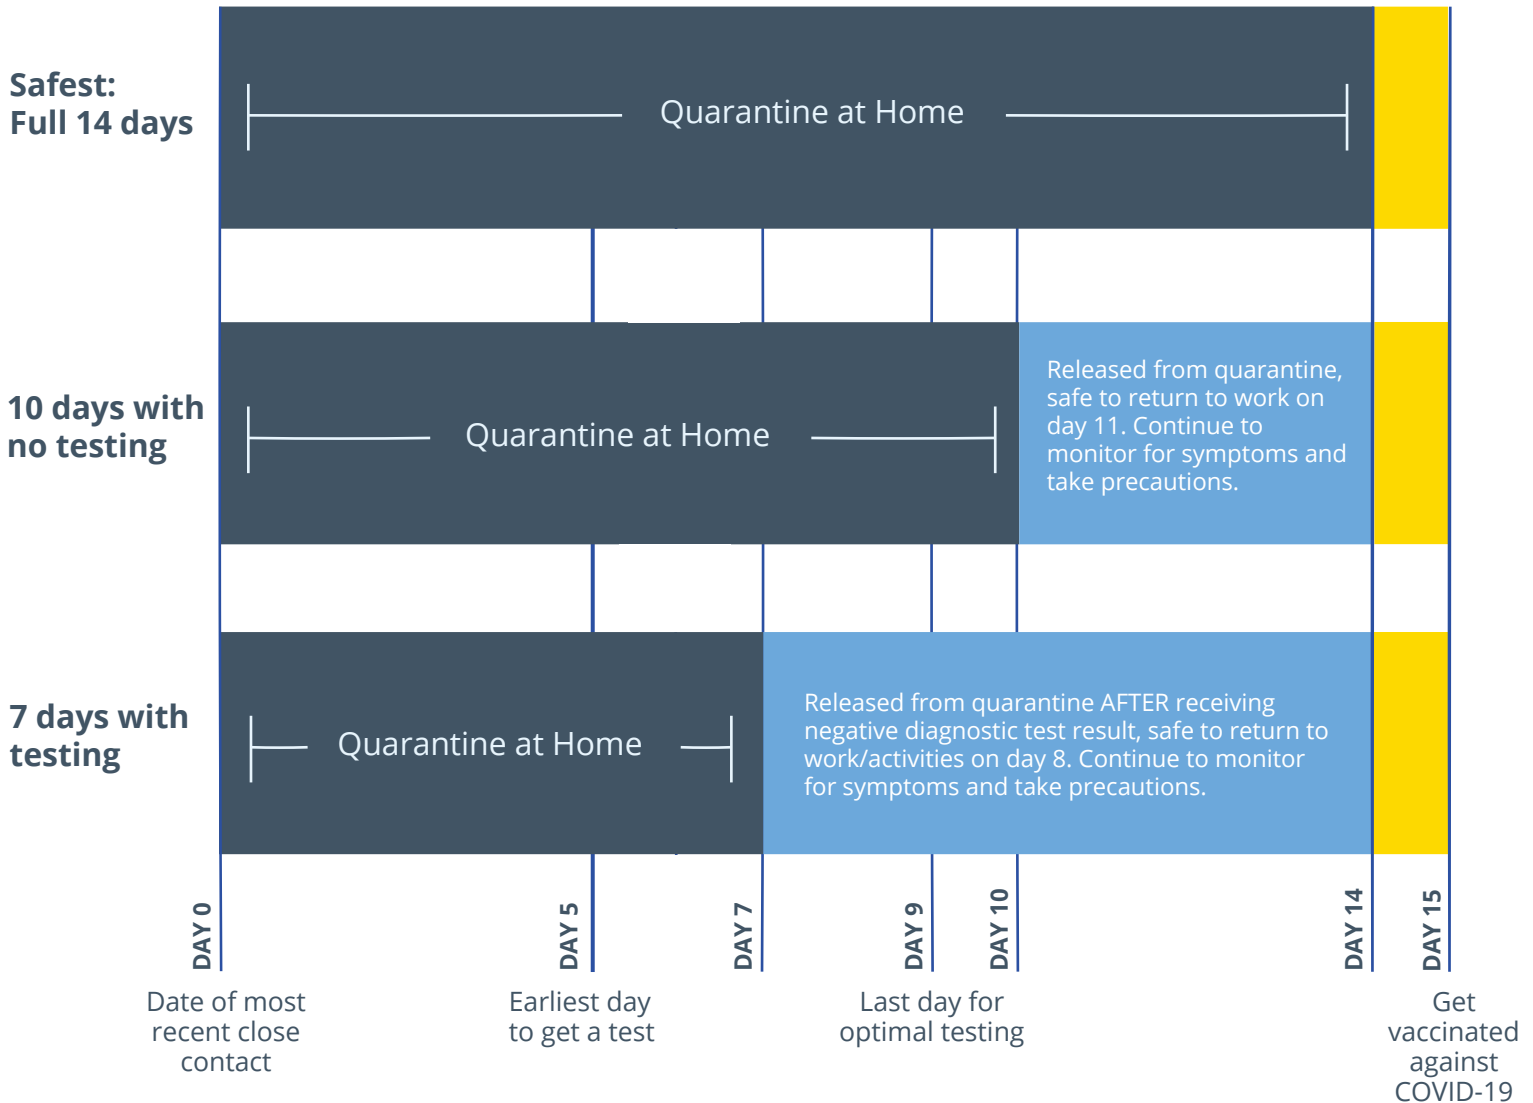 Safest:
Full 14 days
Quarantine at Home
10 days with
no testing
Quarantine at Home
Released from quarantine,
safe to return to work on
day 11. Continue to
monitor for symptoms and
take precautions.
7 days with
testing
Quarantine at Home
Released from quarantine AFTER receiving
negative diagnostic test result, safe to return to
work/activities on day 8. Continue to monitor
for symptoms and take precautions.
DAY 0
DAY 5
DAY 7
DAY 9
DAY 10
DAY 14
DAY 15
Date of most
recent close
contact
Earliest day
to get a test
Last day for
optimal testing
Get
vaccinated
against
COVID-19